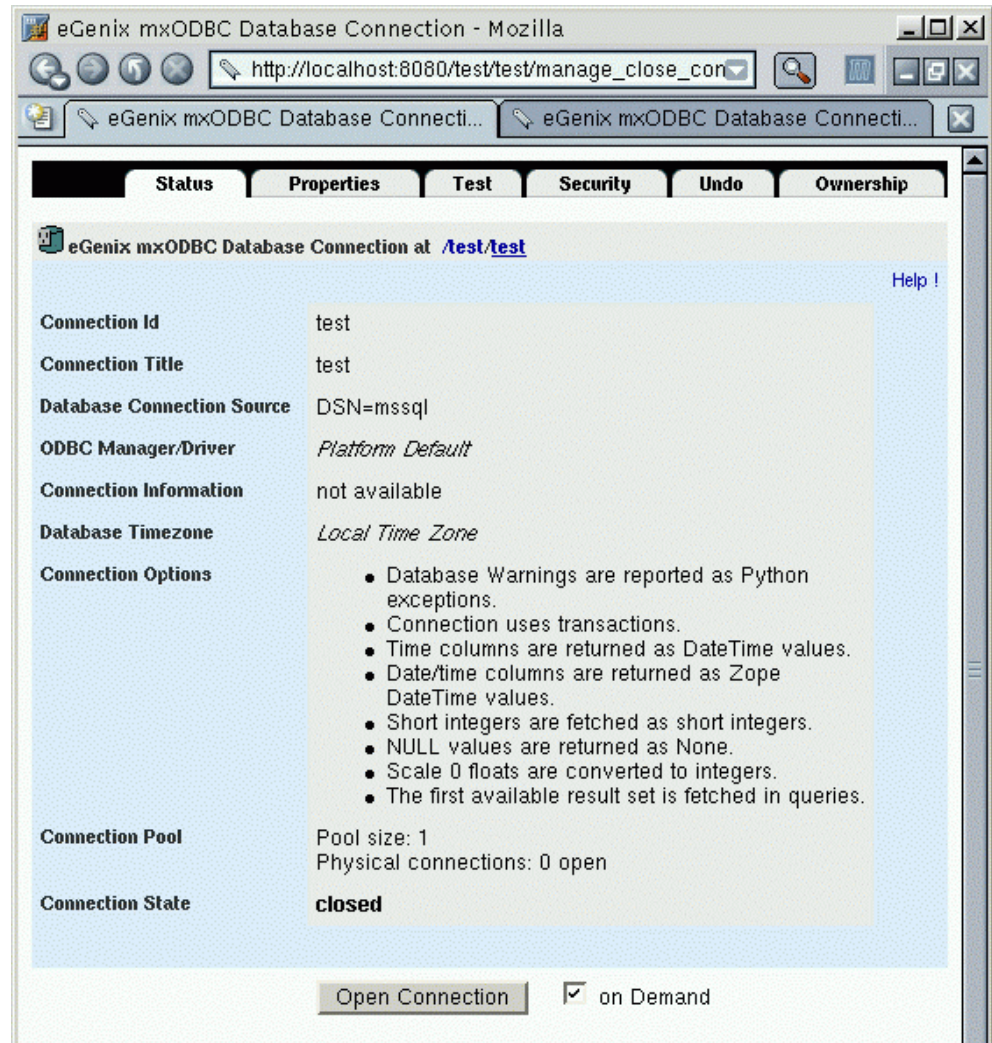 eGenix mxODBC Database Connection - Mozilla
http://localhost:8080/test/test/manage_close_con
eGenix mxODBC Database Connecti... eGenix mxODBC Database Connecti...
Status Properties Test Security Undo Ownership
eGenix mxODBC Database Connection at /test/test
Help !
Connection Id test
Connection Title test
Database Connection Source DSN=mssql
ODBC Manager/Driver Platform Default
Connection Information not available
Database Timezone Local Time Zone
Connection Options • Database Warnings are reported as Python
exceptions.
• Connection uses transactions.
• Time columns are returned as DateTime values.
• Date/time columns are returned as Zope
DateTime values.
• Short integers are fetched as short integers.
• NULL values are returned as None.
• Scale 0 floats are converted to integers.
• The first available result set is fetched in queries.
Connection Pool Pool size: 1
Physical connections: 0 open
Connection State closed
Open Connection on Demand